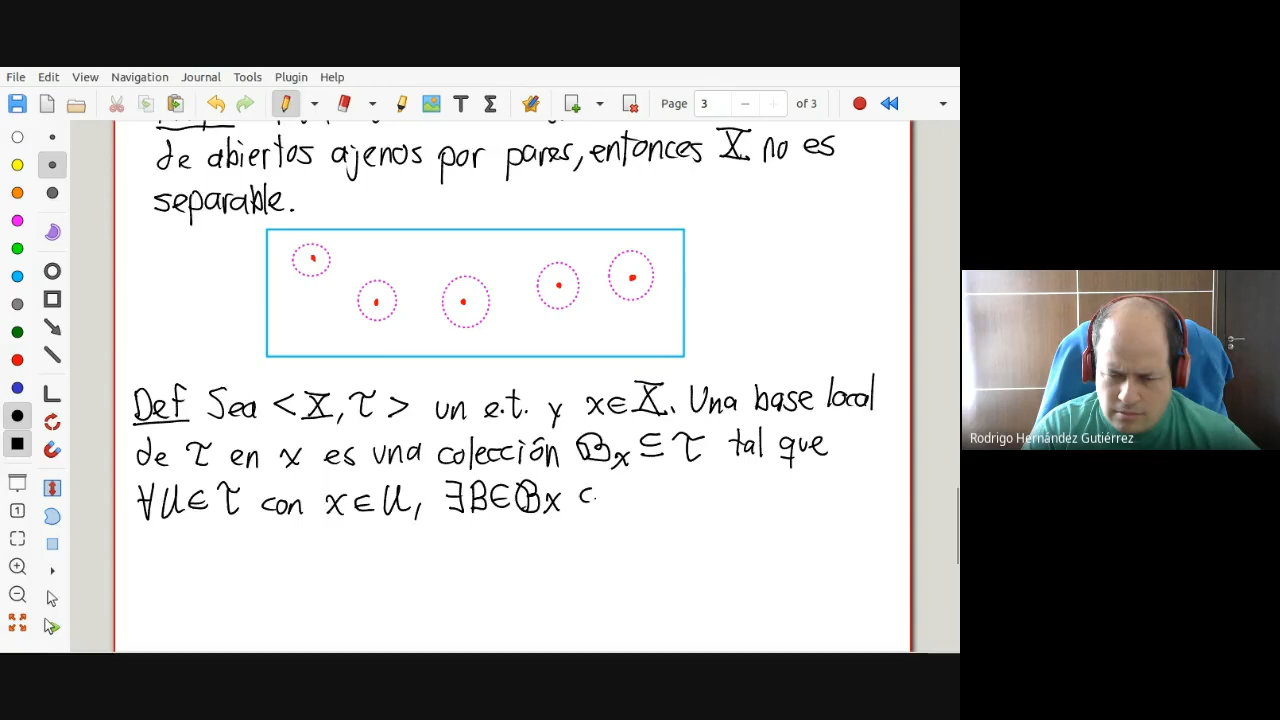 File Edit View Navigation Journal Tools Plugin Help
Page 3 of 3
de abiertos ajenos por pares, entonces X no es
separable.
Def Sea <X, τ> un e.t. y x∈X. Una base local
de τ en x es una colección ℬx ⊆ τ tal que
∀U∈τ con x∈U, ∃B∈ℬx c
Rodrigo Hernández Gutiérrez